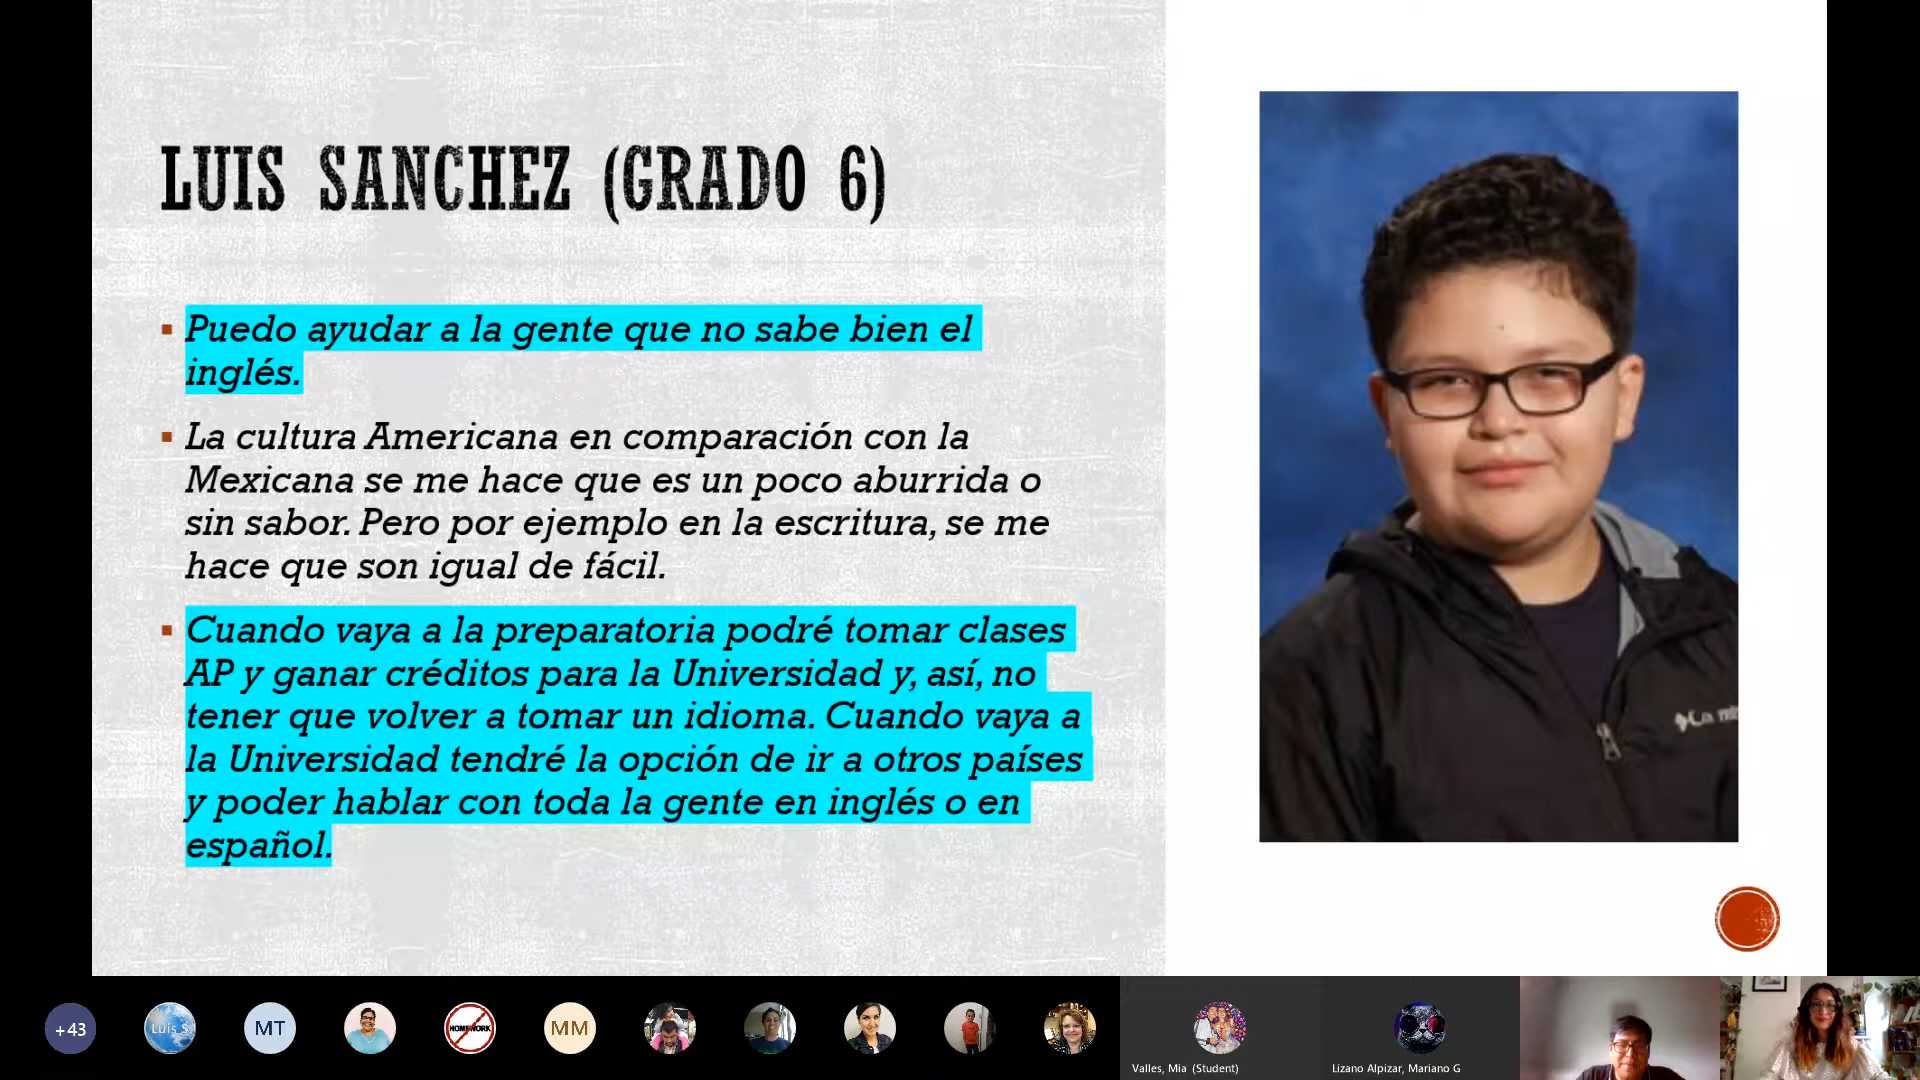 LUIS SANCHEZ (GRADO 6)
Puedo ayudar a la gente que no sabe bien el
inglés.
La cultura Americana en comparación con la
Mexicana se me hace que es un poco aburrida o
sin sabor. Pero por ejemplo en la escritura, se me
hace que son igual de fácil.
Cuando vaya a la preparatoria podré tomar clases
AP y ganar créditos para la Universidad y, así, no
tener que volver a tomar un idioma. Cuando vaya a
la Universidad tendré la opción de ir a otros países
y poder hablar con toda la gente en inglés o en
español.
+43
Luis S
MT
HOMEWORK
MM
Valles, Mia (Student)
Lizano Alpizar, Mariano G